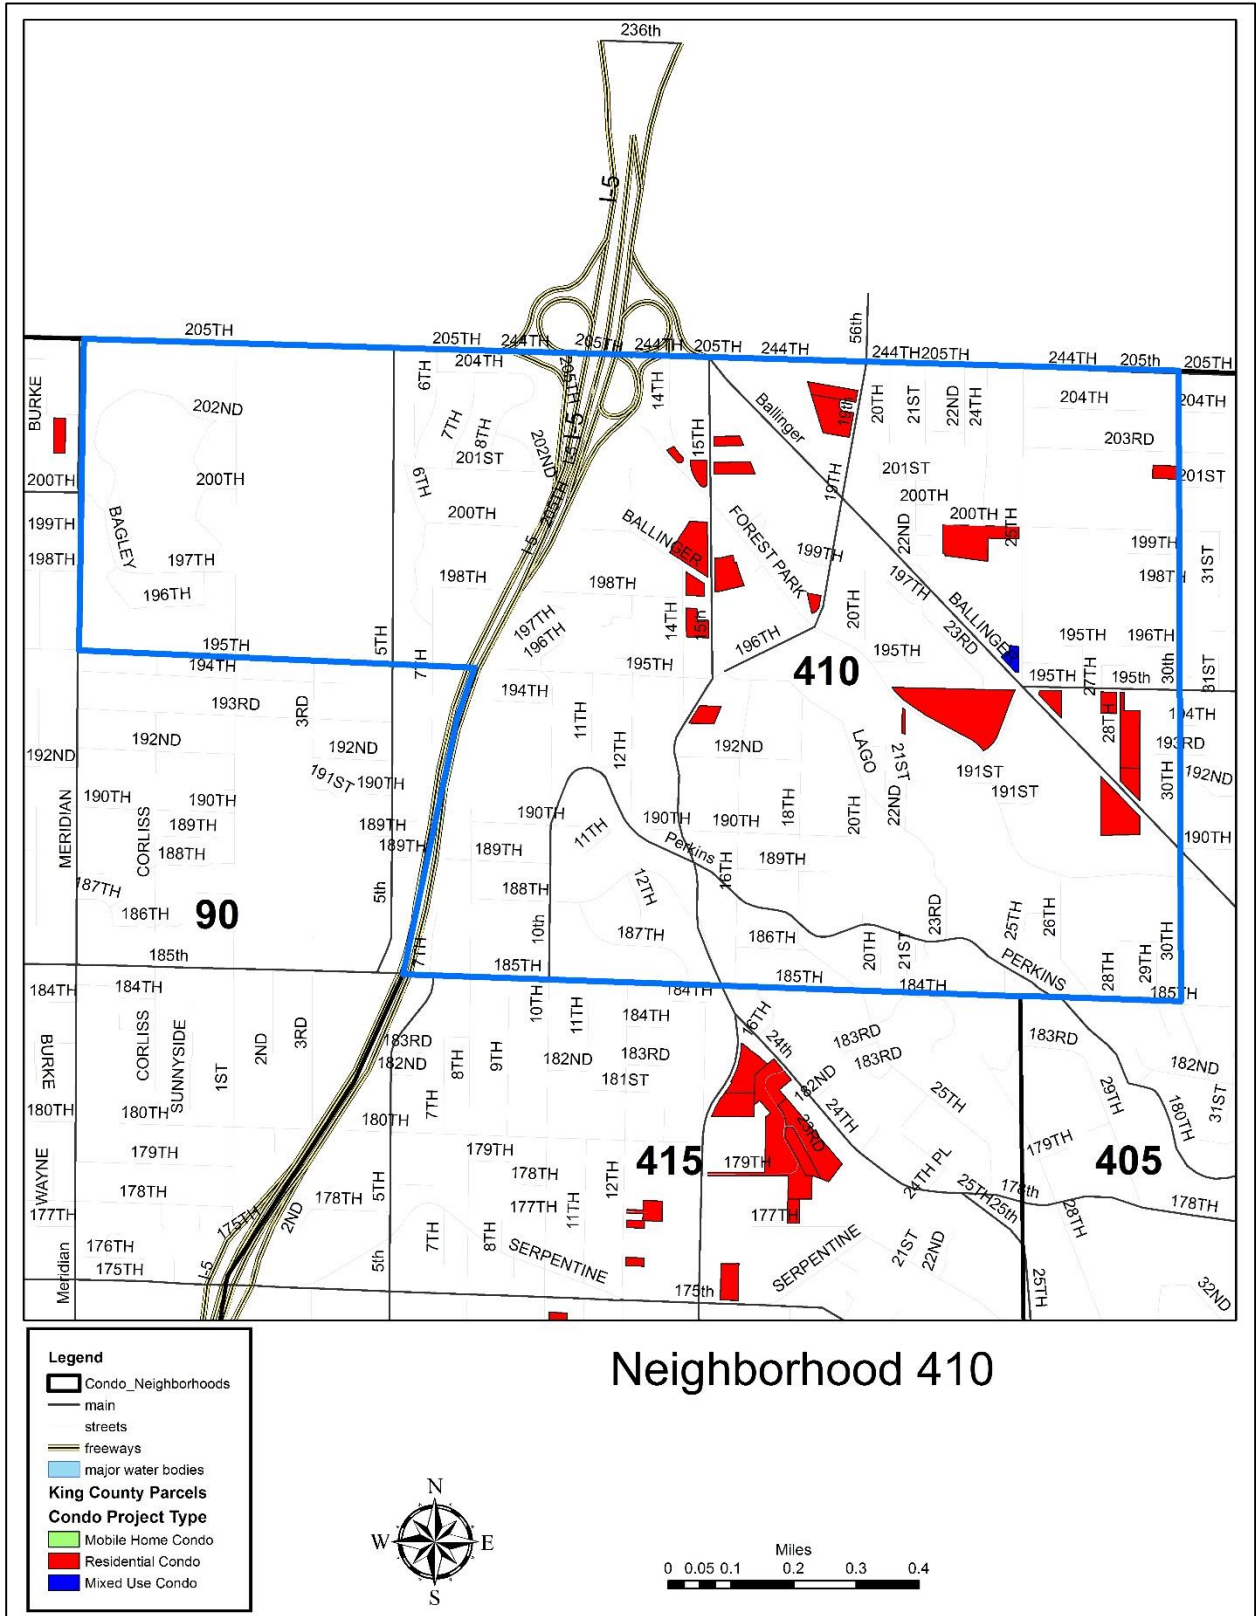 236th
I-5
205TH
205TH
244TH
205TH
244TH
205TH
244TH
56th
244TH205TH
244TH
205th
205TH
BURKE
202ND
6TH
204TH
7TH
8TH
201ST
202ND
205TH
I-5
I-5
14TH
15TH
Ballinger
19th
20TH
21ST
22ND
24TH
204TH
204TH
203RD
200TH
200TH
6TH
201ST
201ST
199TH
BAGLEY
200TH
205TH
I-5
BALLINGER
FOREST PARK
19TH
200TH
22ND
200TH
25TH
198TH
197TH
196TH
198TH
198TH
199TH
197TH
199TH
198TH
31ST
195TH
194TH
5TH
7TH
197TH
196TH
195TH
14TH
15th
196TH
20TH
195TH
23RD
BALLINGER
195TH
196TH
195TH
27TH
195th
30th
31ST
410
193RD
3RD
194TH
11TH
12TH
192ND
LAGO
21ST
28TH
194TH
193RD
192ND
192ND
192ND
192ND
191ST
190TH
191ST
191ST
30TH
190TH
190TH
190TH
190TH
190TH
18TH
20TH
22ND
190TH
MERIDIAN
CORLISS
189TH
189TH
189TH
188TH
189TH
11TH
Perkins
16TH
189TH
187TH
186TH
90
5th
188TH
12TH
10th
187TH
186TH
20TH
21ST
23RD
25TH
26TH
185th
7TH
185TH
185TH
184TH
PERKINS
28TH
29TH
30TH
185TH
184TH
184TH
184TH
BURKE
CORLISS
SUNNYSIDE
1ST
2ND
3RD
183RD
182ND
8TH
9TH
10TH
11TH
184TH
182ND
183RD
181ST
16TH
24th
182ND
183RD
183RD
25TH
183RD
182ND
180TH
180TH
180TH
7TH
24TH
23RD
29TH
180TH
31ST
179TH
179TH
415
179TH
24TH PL
179TH
405
WAYNE
178TH
178TH
5TH
178TH
12TH
25TH25th
178th
178TH
177TH
175TH
2ND
177TH
11TH
177TH
28TH
176TH
175TH
Meridian
I-5
5th
7TH
8TH
SERPENTINE
175th
SERPENTINE
21ST
22ND
25TH
32ND
Legend
Condo_Neighborhoods
main
streets
freeways
major water bodies
King County Parcels
Condo Project Type
Mobile Home Condo
Residential Condo
Mixed Use Condo
Neighborhood 410
N
W
E
S
Miles
0 0.05 0.1 0.2 0.3 0.4